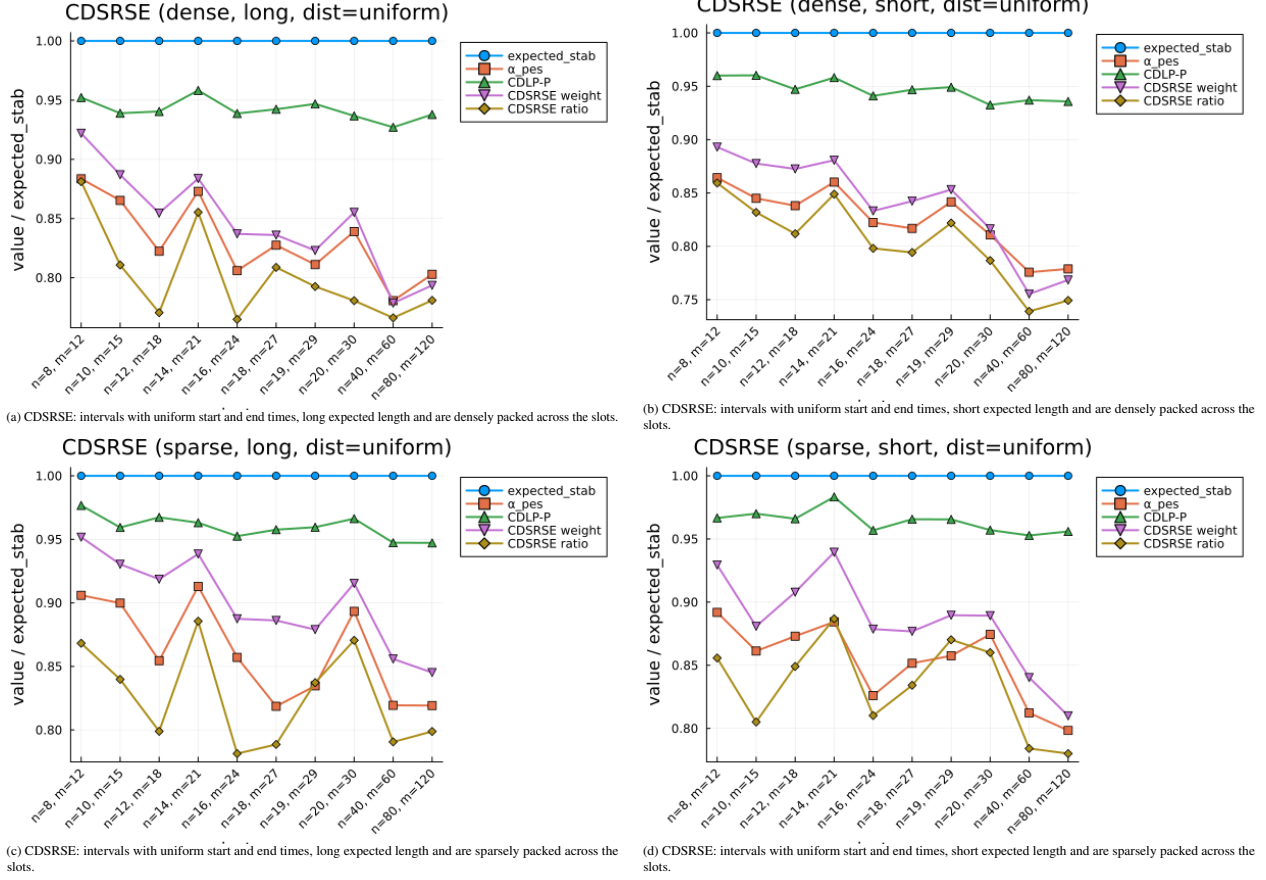 CDSRSE (dense, long, dist=uniform)
value / expected_stab
1.00
0.95
0.90
0.85
0.80
expected_stab
α_pes
CDLP-P
CDSRSE weight
CDSRSE ratio
n=8, m=12
n=10, m=15
n=12, m=18
n=14, m=21
n=16, m=24
n=18, m=27
n=19, m=29
n=20, m=30
n=40, m=60
n=80, m=120
(a) CDSRSE: intervals with uniform start and end times, long expected length and are densely packed across the slots.
CDSRSE (dense, short, dist=uniform)
value / expected_stab
1.00
0.95
0.90
0.85
0.80
0.75
expected_stab
α_pes
CDLP-P
CDSRSE weight
CDSRSE ratio
n=8, m=12
n=10, m=15
n=12, m=18
n=14, m=21
n=16, m=24
n=18, m=27
n=19, m=29
n=20, m=30
n=40, m=60
n=80, m=120
(b) CDSRSE: intervals with uniform start and end times, short expected length and are densely packed across the
slots.
CDSRSE (sparse, long, dist=uniform)
value / expected_stab
1.00
0.95
0.90
0.85
0.80
expected_stab
α_pes
CDLP-P
CDSRSE weight
CDSRSE ratio
n=8, m=12
n=10, m=15
n=12, m=18
n=14, m=21
n=16, m=24
n=18, m=27
n=19, m=29
n=20, m=30
n=40, m=60
n=80, m=120
(c) CDSRSE: intervals with uniform start and end times, long expected length and are sparsely packed across the
slots.
CDSRSE (sparse, short, dist=uniform)
value / expected_stab
1.00
0.95
0.90
0.85
0.80
expected_stab
α_pes
CDLP-P
CDSRSE weight
CDSRSE ratio
n=8, m=12
n=10, m=15
n=12, m=18
n=14, m=21
n=16, m=24
n=18, m=27
n=19, m=29
n=20, m=30
n=40, m=60
n=80, m=120
(d) CDSRSE: intervals with uniform start and end times, short expected length and are sparsely packed across the
slots.